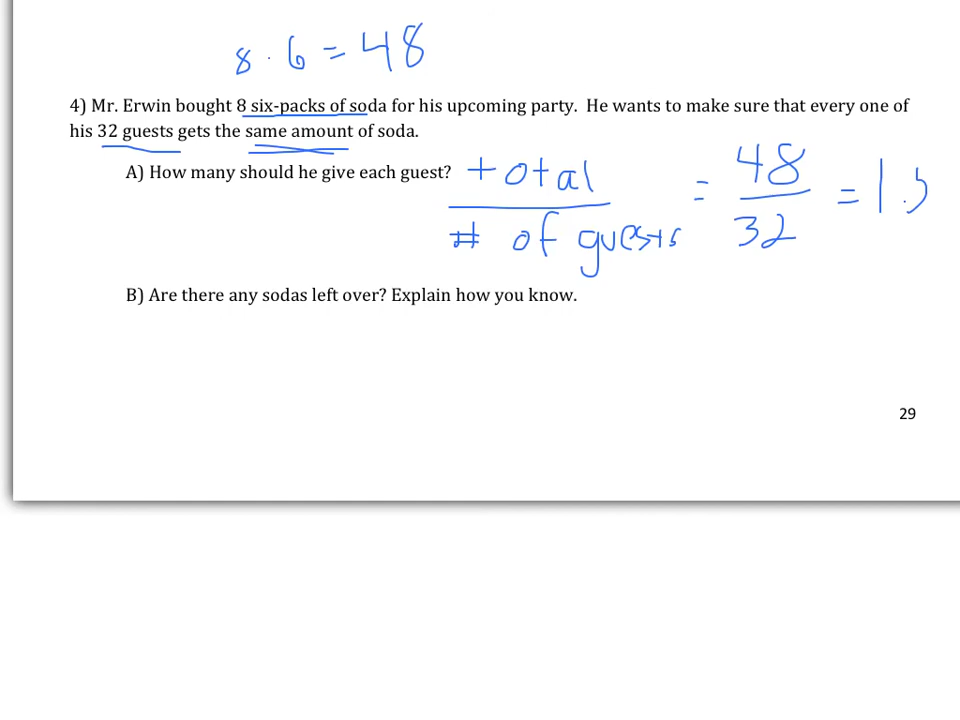 8 · 6 = 48
4) Mr. Erwin bought 8 six-packs of soda for his upcoming party. He wants to make sure that every one of
his 32 guests gets the same amount of soda.
A) How many should he give each guest? total / # of guests = 48 / 32 = 1.5
B) Are there any sodas left over? Explain how you know.
29